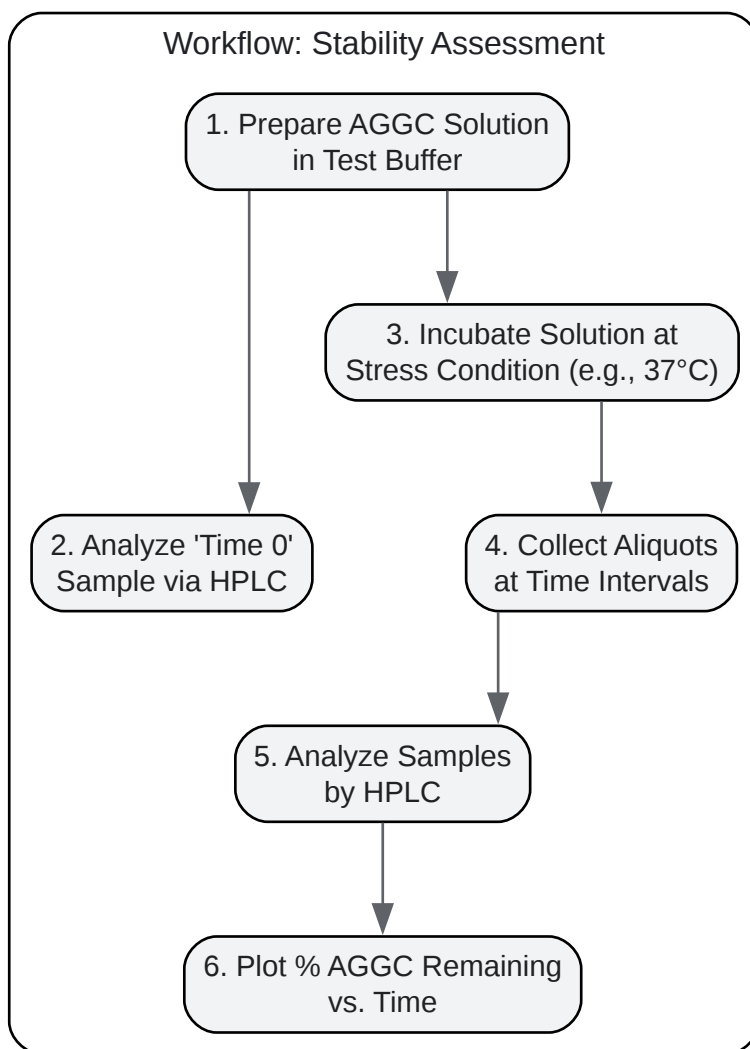 Workflow: Stability Assessment
1. Prepare AGGC Solution
in Test Buffer
3. Incubate Solution at
Stress Condition (e.g., 37°C)
2. Analyze 'Time 0'
Sample via HPLC
4. Collect Aliquots
at Time Intervals
5. Analyze Samples
by HPLC
6. Plot % AGGC Remaining
vs. Time